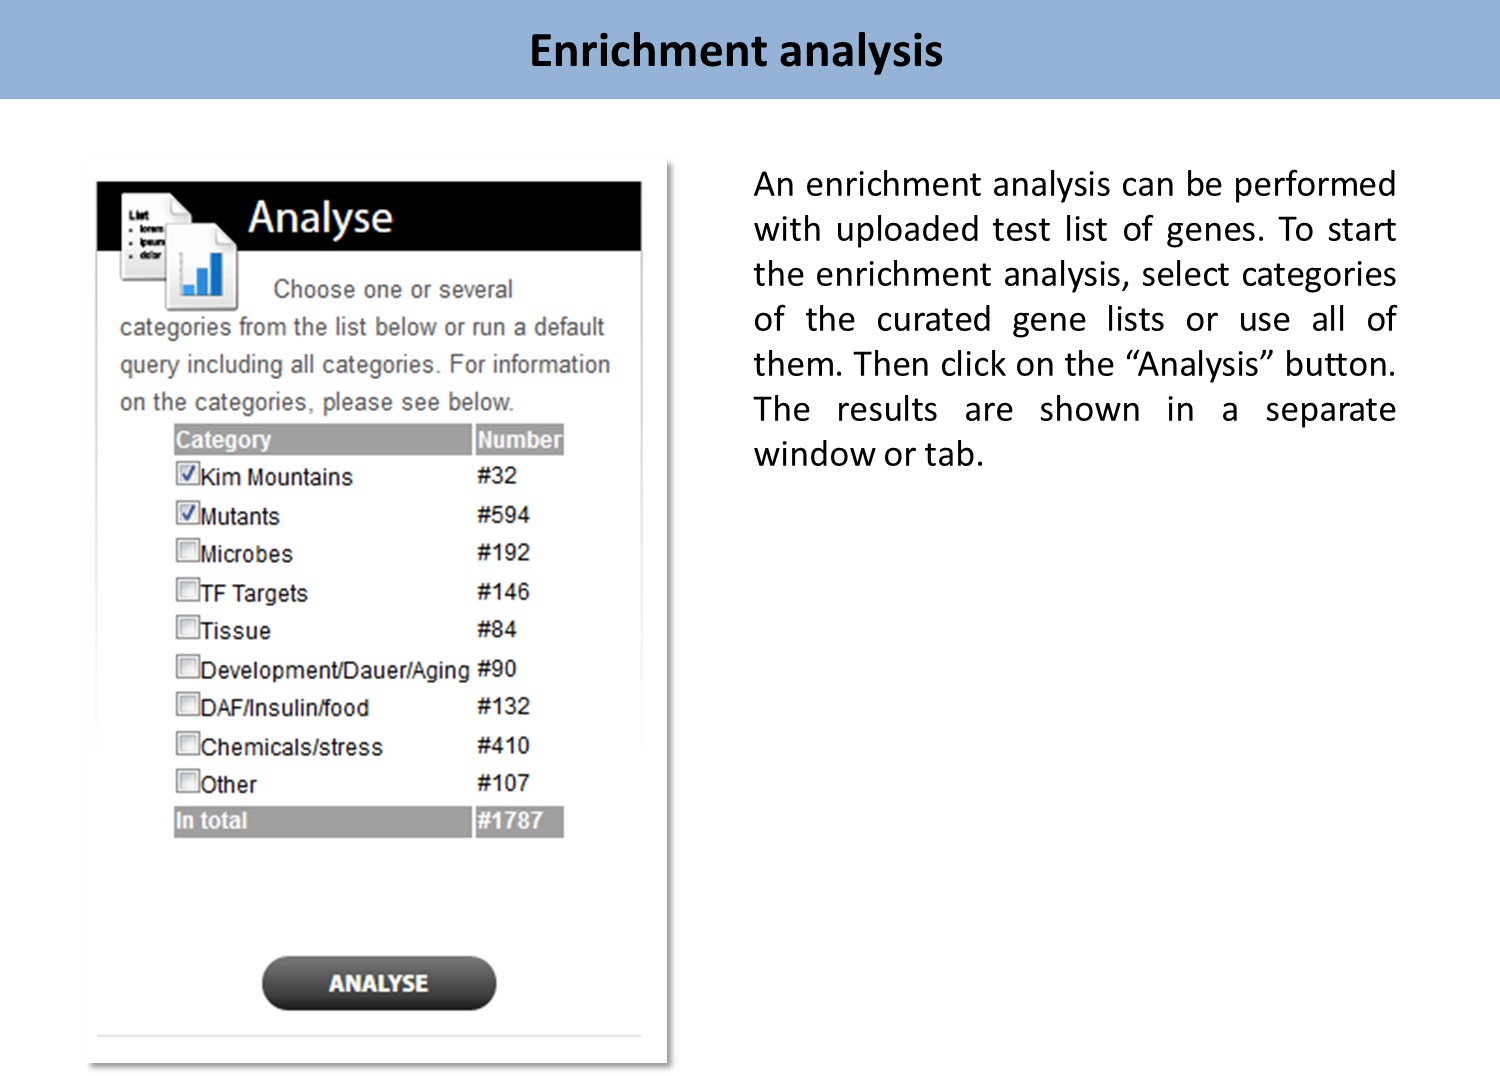 Enrichment analysis
List
lorem
ipsum
dolor
Analyse
Choose one or several
categories from the list below or run a default
query including all categories. For information
on the categories, please see below.
Category Number
Kim Mountains #32
Mutants #594
Microbes #192
TF Targets #146
Tissue #84
Development/Dauer/Aging #90
DAF/Insulin/food #132
Chemicals/stress #410
Other #107
In total #1787
ANALYSE
An enrichment analysis can be performed
with uploaded test list of genes. To start
the enrichment analysis, select categories
of the curated gene lists or use all of
them. Then click on the “Analysis” button.
The results are shown in a separate
window or tab.